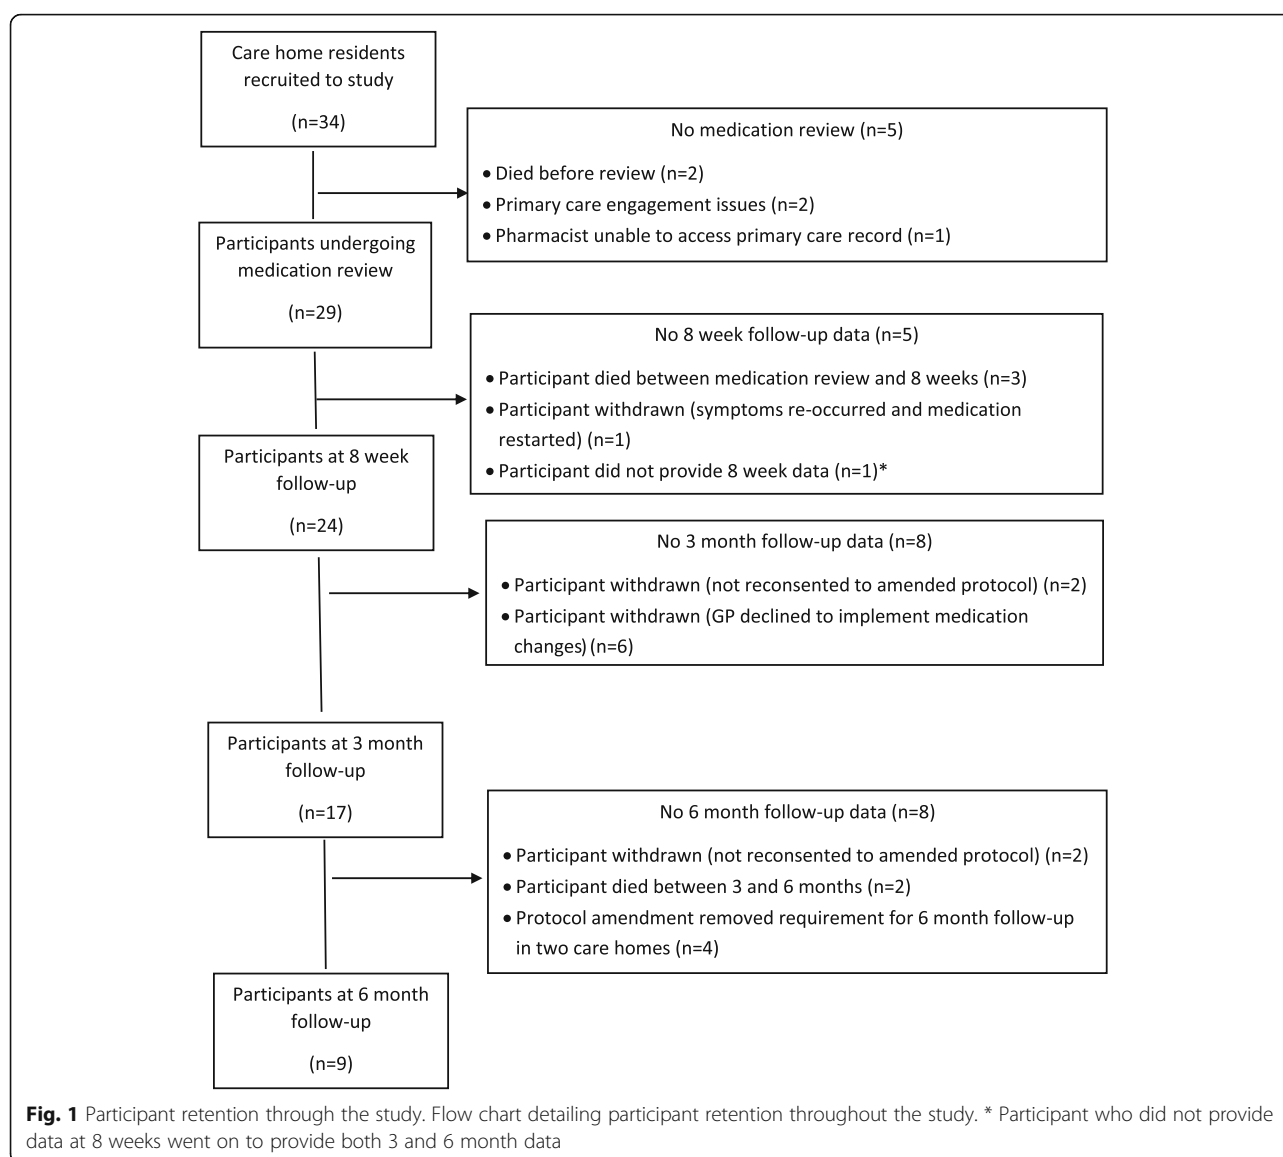 Care home residents
recruited to study
(n=34)
No medication review (n=5)
• Died before review (n=2)
• Primary care engagement issues (n=2)
• Pharmacist unable to access primary care record (n=1)
Participants undergoing
medication review
(n=29)
No 8 week follow-up data (n=5)
• Participant died between medication review and 8 weeks (n=3)
• Participant withdrawn (symptoms re-occurred and medication
restarted) (n=1)
• Participant did not provide 8 week data (n=1)*
Participants at 8 week
follow-up
(n=24)
No 3 month follow-up data (n=8)
• Participant withdrawn (not reconsented to amended protocol) (n=2)
• Participant withdrawn (GP declined to implement medication
changes) (n=6)
Participants at 3 month
follow-up
(n=17)
No 6 month follow-up data (n=8)
• Participant withdrawn (not reconsented to amended protocol) (n=2)
• Participant died between 3 and 6 months (n=2)
• Protocol amendment removed requirement for 6 month follow-up
in two care homes (n=4)
Participants at 6 month
follow-up
(n=9)
Fig. 1 Participant retention through the study. Flow chart detailing participant retention throughout the study. * Participant who did not provide
data at 8 weeks went on to provide both 3 and 6 month data